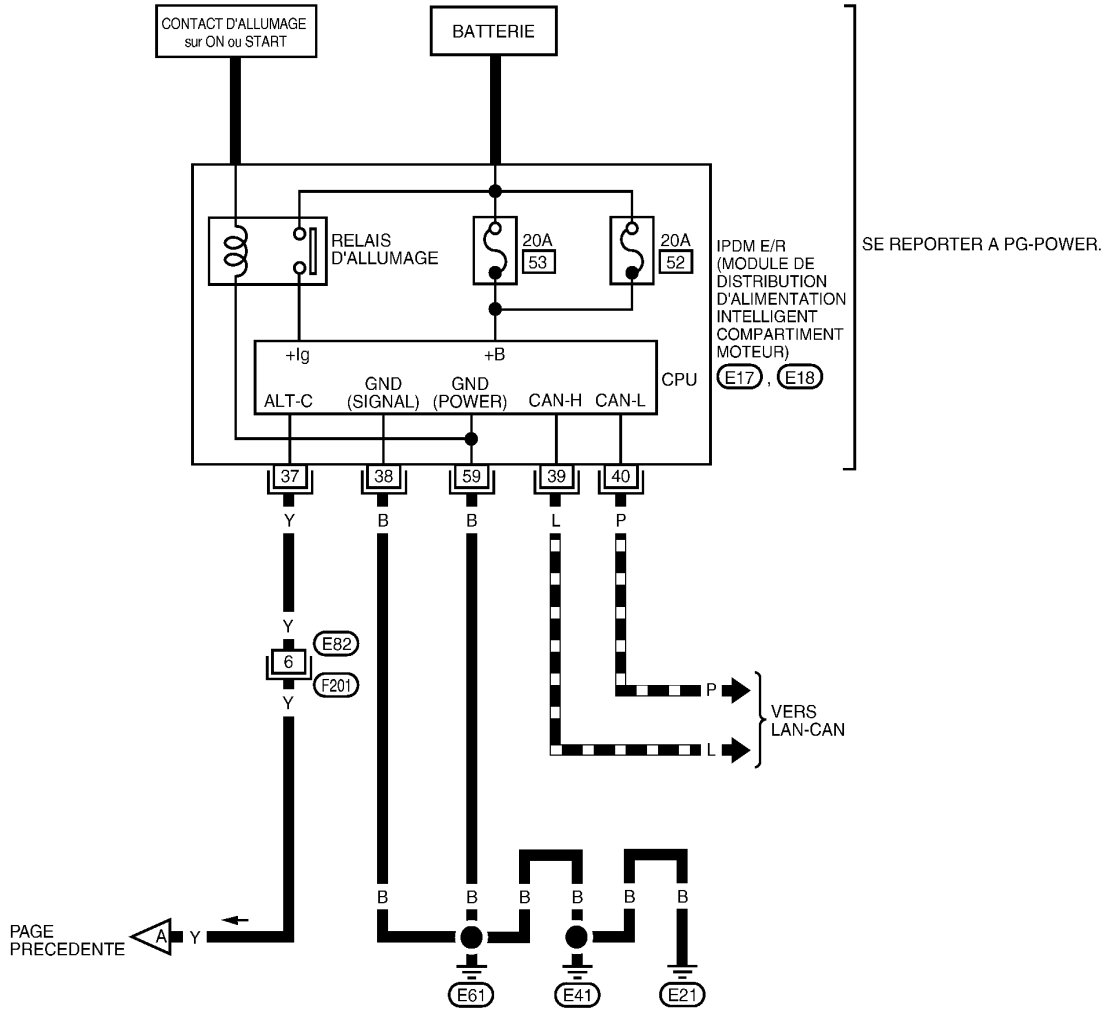 CONTACT D'ALLUMAGE
sur ON ou START
BATTERIE
RELAIS
D'ALLUMAGE
20A
53
20A
52
IPDM E/R
(MODULE DE
DISTRIBUTION
D'ALIMENTATION
INTELLIGENT
COMPARTIMENT
MOTEUR)
E17 , E18
SE REPORTER A PG-POWER.
+Ig
+B
CPU
ALT-C
GND
(SIGNAL)
GND
(POWER)
CAN-H
CAN-L
37
38
59
39
40
Y
B
B
L
P
Y
E82
6
F201
Y
P
L
VERS
LAN-CAN
B
B
B
B
B
B
PAGE
PRECEDENTE
A
Y
E61
E41
E21